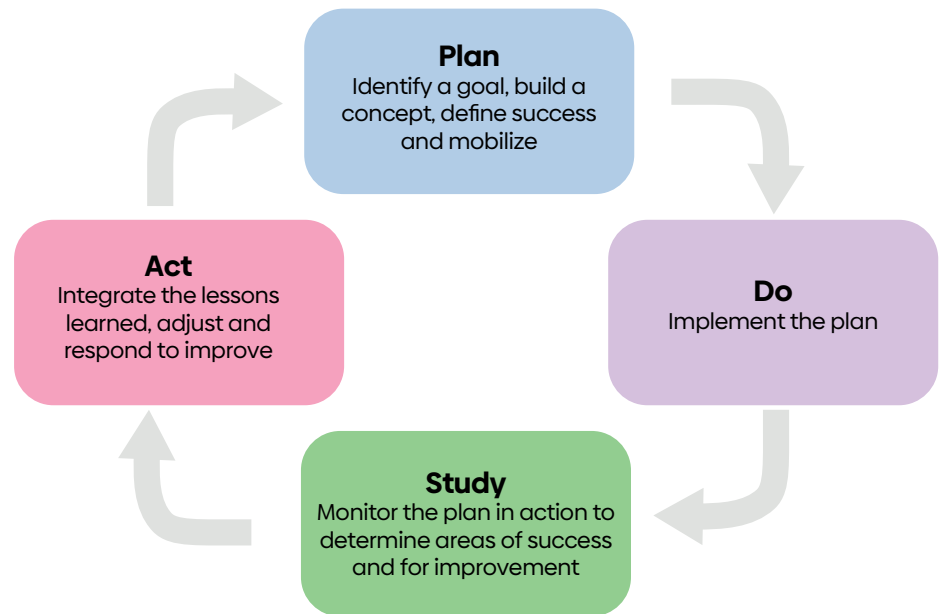 Plan
Identify a goal, build a
concept, define success
and mobilize
Do
Implement the plan
Study
Monitor the plan in action to
determine areas of success
and for improvement
Act
Integrate the lessons
learned, adjust and
respond to improve